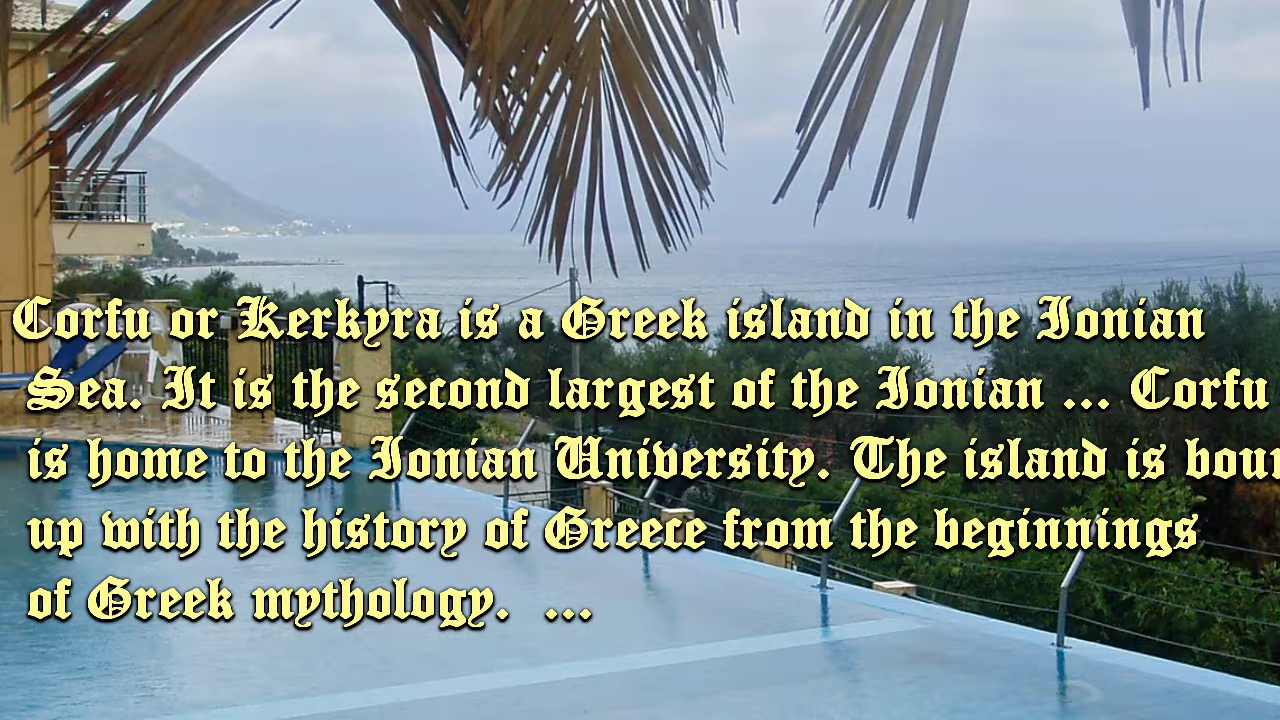 Corfu or Kerkyra is a Greek island in the Ionian
Sea. It is the second largest of the Ionian ... Corfu
is home to the Ionian University. The island is
up with the history of Greece from the beginnings
of Greek mythology. ...